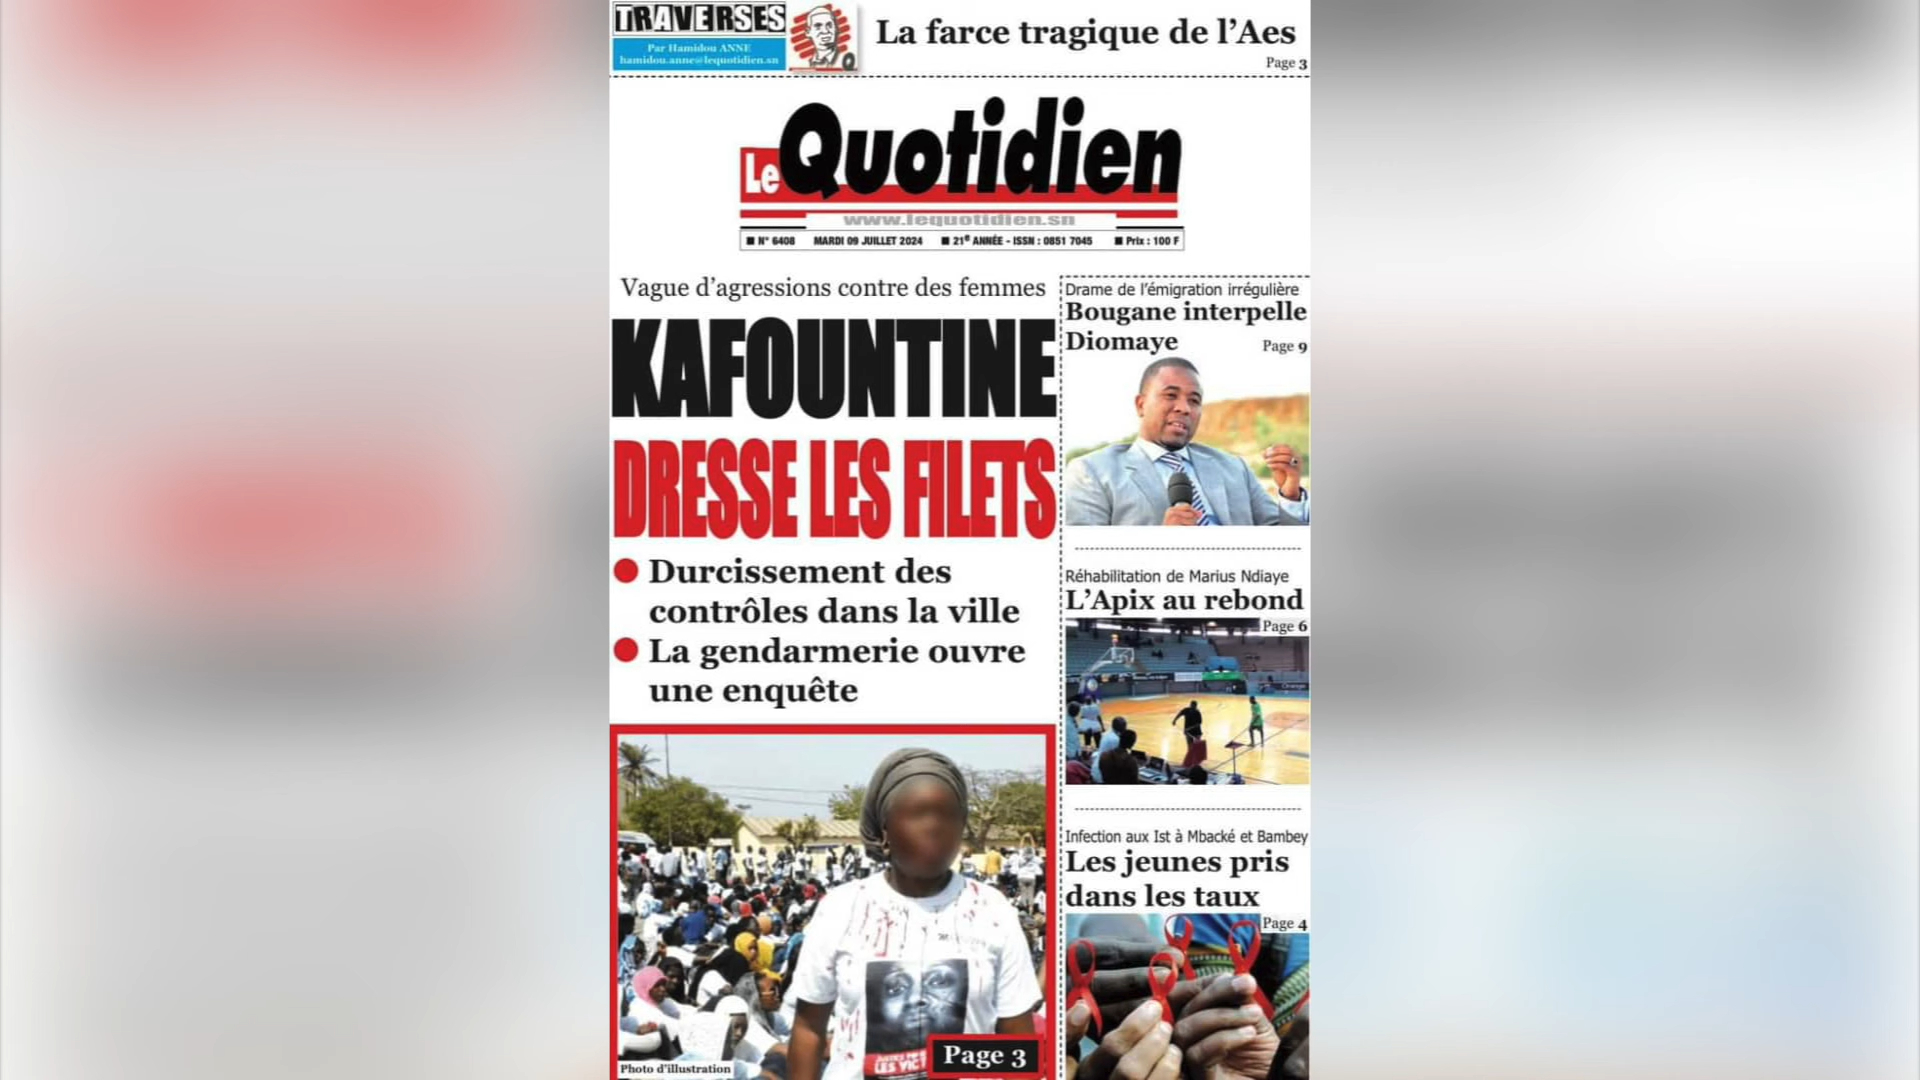 TRAVERSES
Par Hamidou ANNE
hamidou.anne@lequotidien.sn
La farce tragique de l’Aes
Page 3
Le Quotidien
www.lequotidien.sn
■ N° 6408 MARDI 09 JUILLET 2024 ■ 21e ANNÉE - ISSN : 0851 7045 ■ Prix : 100 F
Vague d’agressions contre des femmes
KAFOUNTINE
DRESSE LES FILETS
● Durcissement des
contrôles dans la ville
● La gendarmerie ouvre
une enquête
LES VICT
Page 3
Photo d’illustration
Drame de l’émigration irrégulière
Bougane interpelle
Diomaye
Page 9
Réhabilitation de Marius Ndiaye
L’Apix au rebond
Page 6
Infection aux Ist à Mbacké et Bambey
Les jeunes pris
dans les taux
Page 4